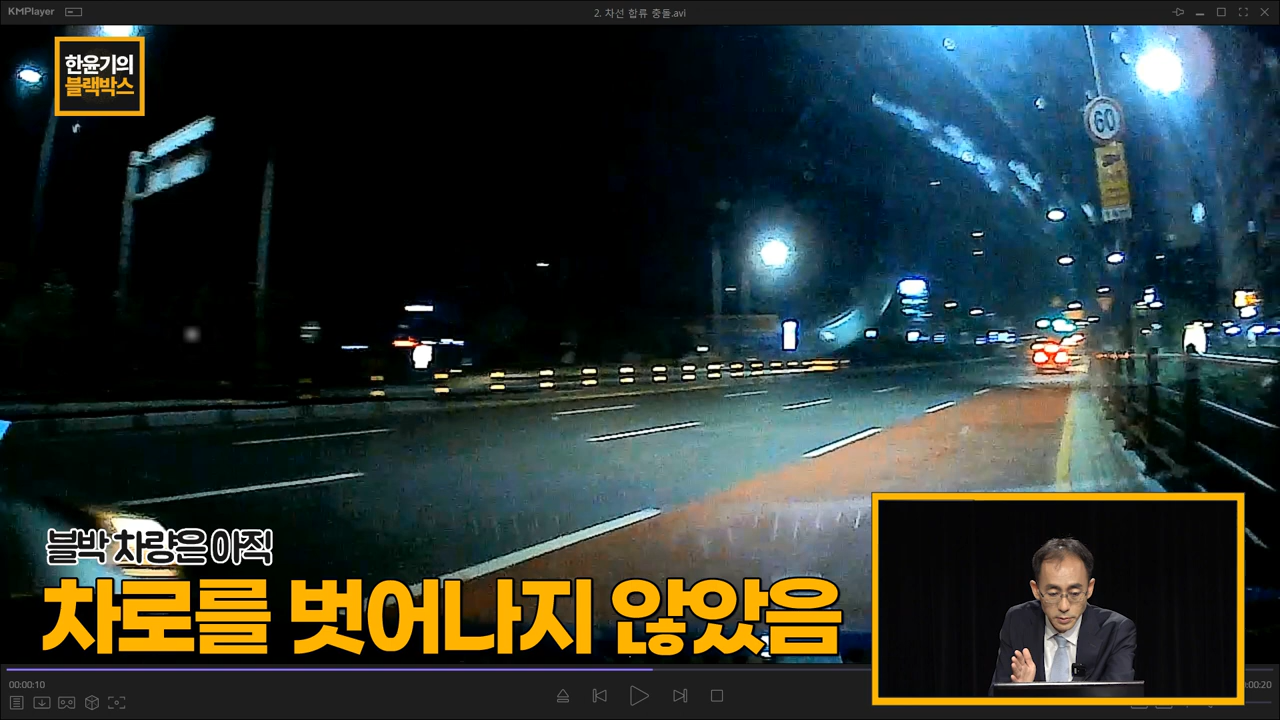 KMPlayer
2. 차선 합류 중돌.avi
한윤기의
블랙박스
60
블박 차량은 아직
차로를 벗어나지 않았음
00:00:10
:00:20